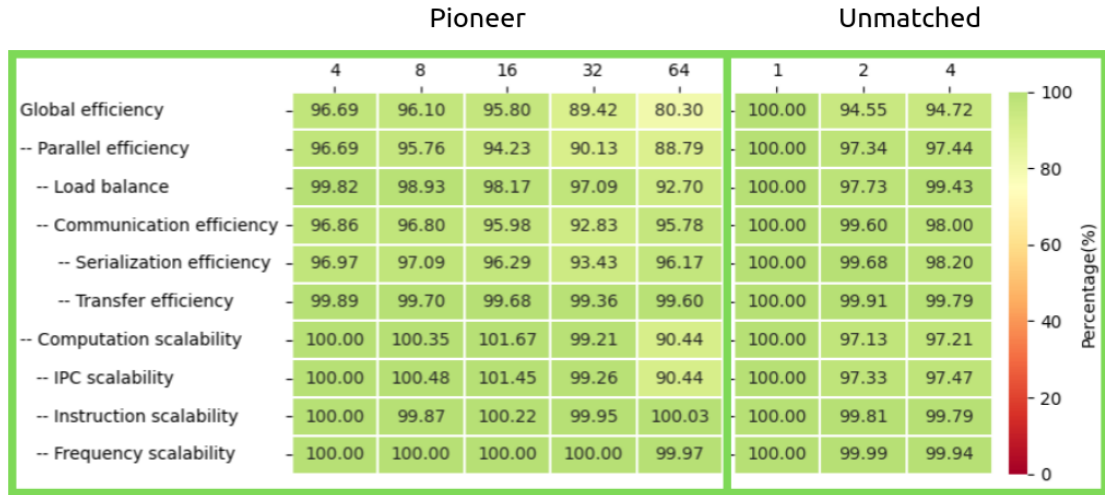 Pioneer Unmatched
4 8 16 32 64 1 2 4
Global efficiency 96.69 96.10 95.80 89.42 80.30 100.00 94.55 94.72 100
-- Parallel efficiency 96.69 95.76 94.23 90.13 88.79 100.00 97.34 97.44
-- Load balance 99.82 98.93 98.17 97.09 92.70 100.00 97.73 99.43 80
-- Communication efficiency 96.86 96.80 95.98 92.83 95.78 100.00 99.60 98.00
-- Serialization efficiency 96.97 97.09 96.29 93.43 96.17 100.00 99.68 98.20 60
-- Transfer efficiency 99.89 99.70 99.68 99.36 99.60 100.00 99.91 99.79
-- Computation scalability 100.00 100.35 101.67 99.21 90.44 100.00 97.13 97.21 40
-- IPC scalability 100.00 100.48 101.45 99.26 90.44 100.00 97.33 97.47
-- Instruction scalability 100.00 99.87 100.22 99.95 100.03 100.00 99.81 99.79 20
-- Frequency scalability 100.00 100.00 100.00 100.00 99.97 100.00 99.99 99.94 0
Percentage(%)